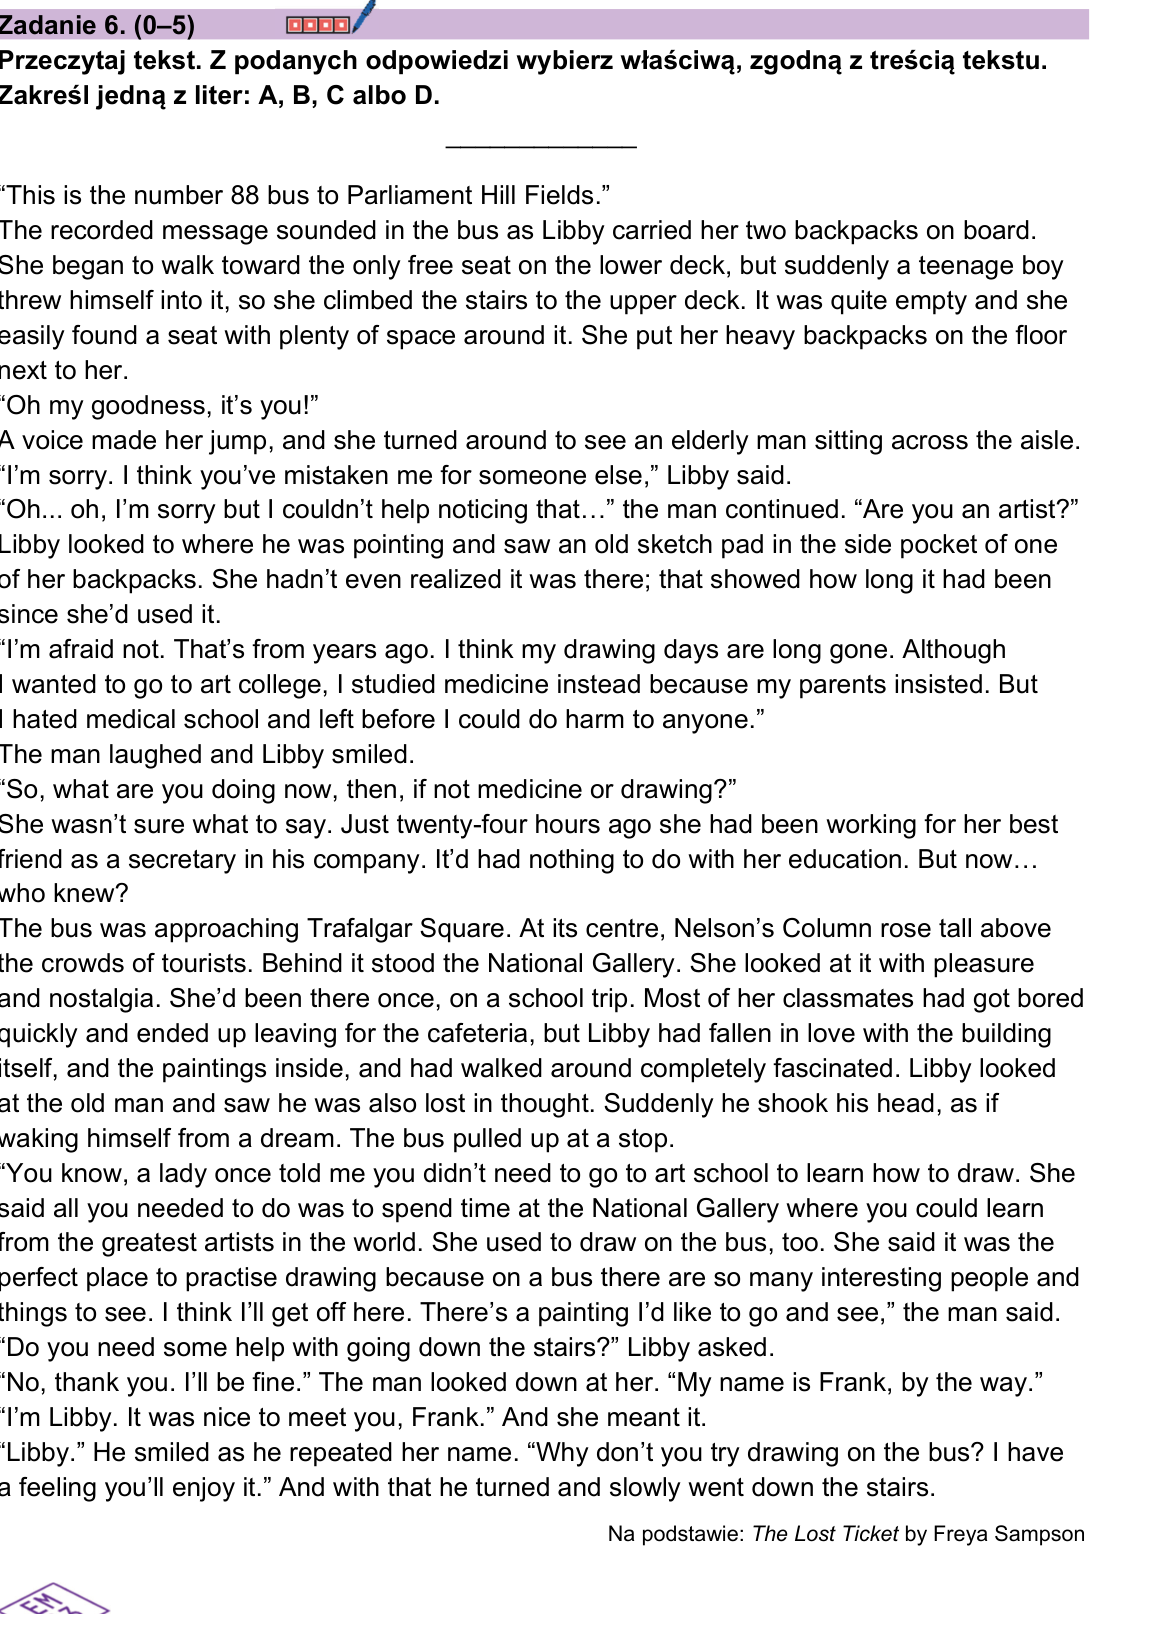 Zadanie 6. (0–5)
Przeczytaj tekst. Z podanych odpowiedzi wybierz właściwą, zgodną z treścią tekstu.
Zakreśl jedną z liter: A, B, C albo D.
“This is the number 88 bus to Parliament Hill Fields.”
The recorded message sounded in the bus as Libby carried her two backpacks on board.
She began to walk toward the only free seat on the lower deck, but suddenly a teenage boy
threw himself into it, so she climbed the stairs to the upper deck. It was quite empty and she
easily found a seat with plenty of space around it. She put her heavy backpacks on the floor
next to her.
“Oh my goodness, it’s you!”
A voice made her jump, and she turned around to see an elderly man sitting across the aisle.
“I’m sorry. I think you’ve mistaken me for someone else,” Libby said.
“Oh... oh, I’m sorry but I couldn’t help noticing that…” the man continued. “Are you an artist?”
Libby looked to where he was pointing and saw an old sketch pad in the side pocket of one
of her backpacks. She hadn’t even realized it was there; that showed how long it had been
since she’d used it.
“I’m afraid not. That’s from years ago. I think my drawing days are long gone. Although
I wanted to go to art college, I studied medicine instead because my parents insisted. But
I hated medical school and left before I could do harm to anyone.”
The man laughed and Libby smiled.
“So, what are you doing now, then, if not medicine or drawing?”
She wasn’t sure what to say. Just twenty-four hours ago she had been working for her best
friend as a secretary in his company. It’d had nothing to do with her education. But now…
who knew?
The bus was approaching Trafalgar Square. At its centre, Nelson’s Column rose tall above
the crowds of tourists. Behind it stood the National Gallery. She looked at it with pleasure
and nostalgia. She’d been there once, on a school trip. Most of her classmates had got bored
quickly and ended up leaving for the cafeteria, but Libby had fallen in love with the building
itself, and the paintings inside, and had walked around completely fascinated. Libby looked
at the old man and saw he was also lost in thought. Suddenly he shook his head, as if
waking himself from a dream. The bus pulled up at a stop.
“You know, a lady once told me you didn’t need to go to art school to learn how to draw. She
said all you needed to do was to spend time at the National Gallery where you could learn
from the greatest artists in the world. She used to draw on the bus, too. She said it was the
perfect place to practise drawing because on a bus there are so many interesting people and
things to see. I think I’ll get off here. There’s a painting I’d like to go and see,” the man said.
“Do you need some help with going down the stairs?” Libby asked.
“No, thank you. I’ll be fine.” The man looked down at her. “My name is Frank, by the way.”
“I’m Libby. It was nice to meet you, Frank.” And she meant it.
“Libby.” He smiled as he repeated her name. “Why don’t you try drawing on the bus? I have
a feeling you’ll enjoy it.” And with that he turned and slowly went down the stairs.
Na podstawie: The Lost Ticket by Freya Sampson